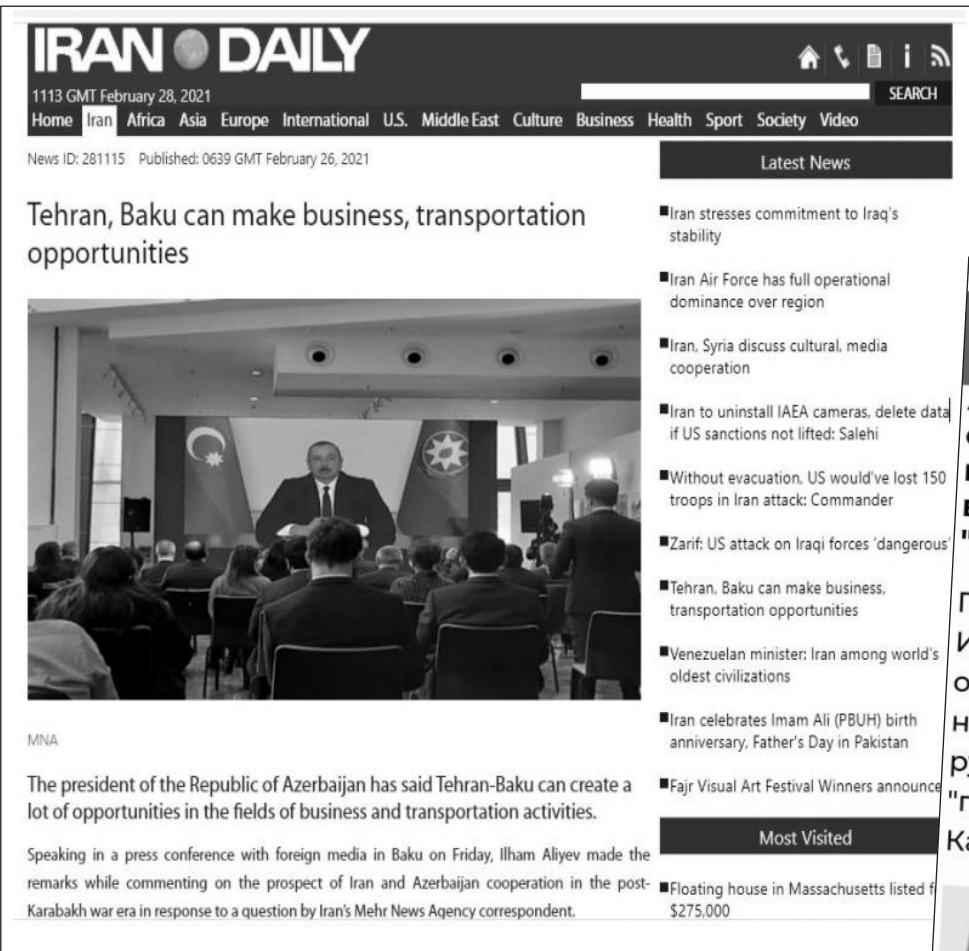 IRAN DAILY
1113 GMT February 28, 2021
SEARCH
Home Iran Africa Asia Europe International U.S. Middle East Culture Business Health Sport Society Video
News ID: 281115 Published: 0639 GMT February 26, 2021
Tehran, Baku can make business, transportation
opportunities
MNA
The president of the Republic of Azerbaijan has said Tehran-Baku can create a
lot of opportunities in the fields of business and transportation activities.
Speaking in a press conference with foreign media in Baku on Friday, Ilham Aliyev made the
remarks while commenting on the prospect of Iran and Azerbaijan cooperation in the post-
Karabakh war era in response to a question by Iran's Mehr News Agency correspondent.
Latest News
Iran stresses commitment to Iraq's
stability
Iran Air Force has full operational
dominance over region
Iran, Syria discuss cultural, media
cooperation
Iran to uninstall IAEA cameras, delete data
if US sanctions not lifted: Salehi
Without evacuation, US would've lost 150
troops in Iran attack: Commander
Zarif: US attack on Iraqi forces 'dangerous'
Tehran, Baku can make business,
transportation opportunities
Venezuelan minister: Iran among world's
oldest civilizations
Iran celebrates Imam Ali (PBUH) birth
anniversary, Father's Day in Pakistan
Fajr Visual Art Festival Winners announce
Most Visited
Floating house in Massachusetts listed
$275,000